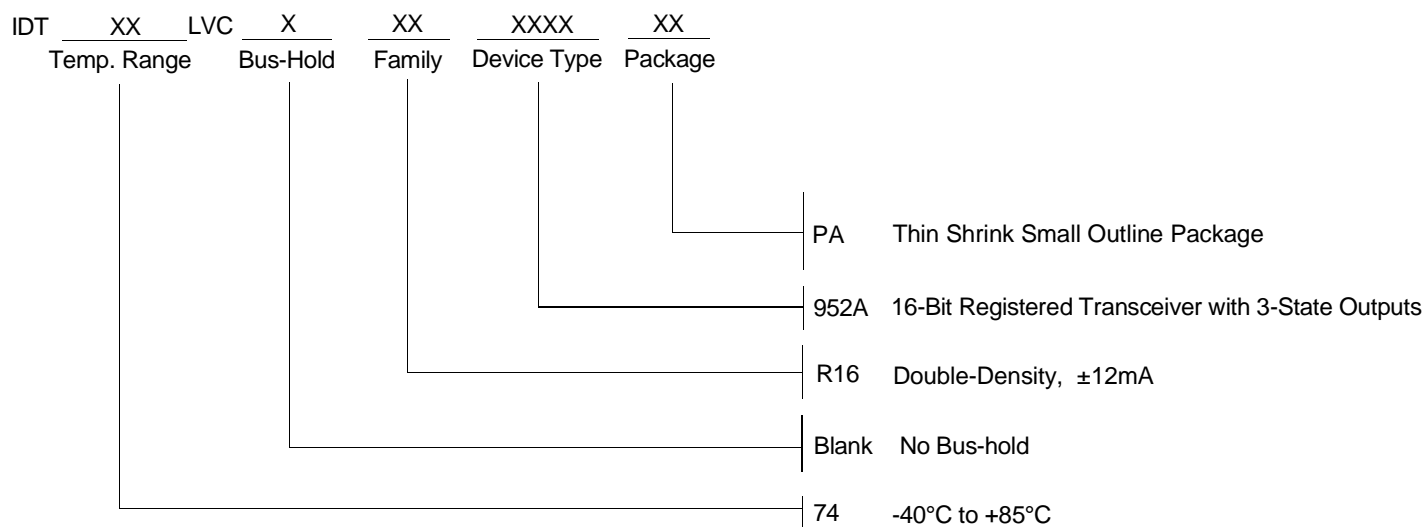 IDT XX LVC X XX XXXX XX
Temp. Range Bus-Hold Family Device Type Package
PA Thin Shrink Small Outline Package
952A 16-Bit Registered Transceiver with 3-State Outputs
R16 Double-Density, ±12mA
Blank No Bus-hold
74 -40°C to +85°C